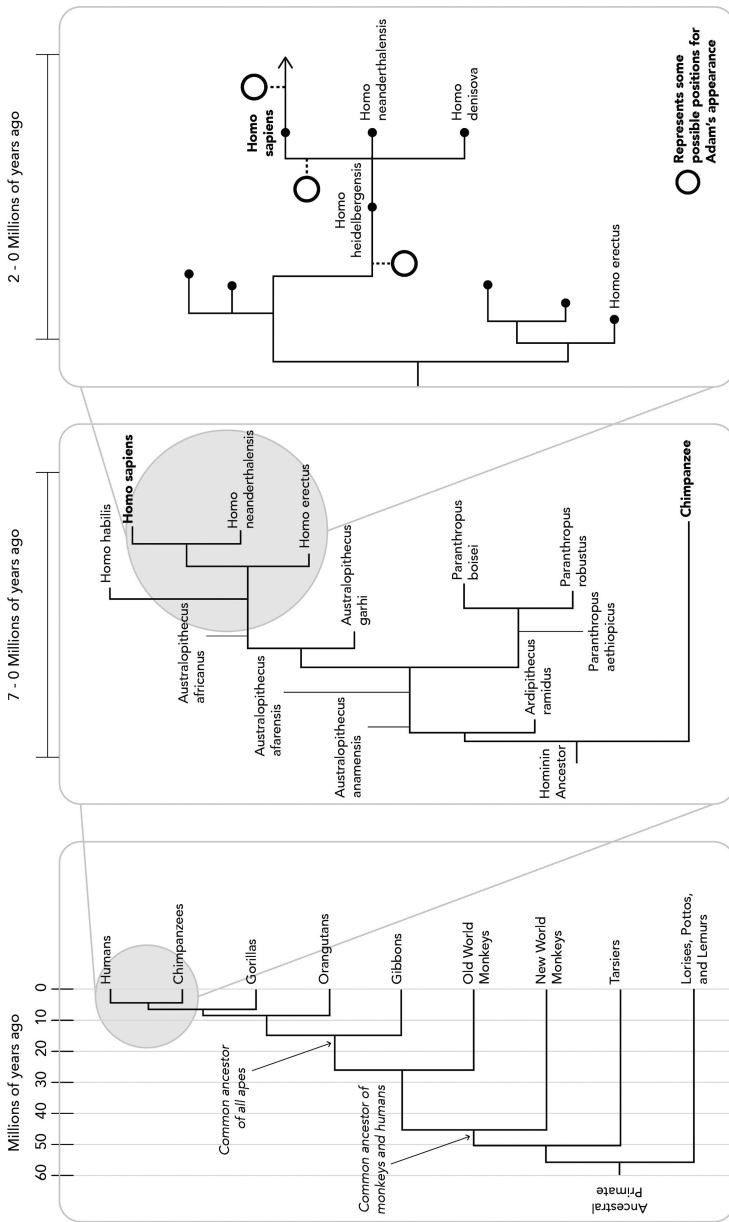 Millions of years ago
60
50
40
30
20
10
0
Humans
Chimpanzees
Gorillas
Orangutans
Gibbons
Old World
Monkeys
New World
Monkeys
Tarsiers
Lorises, Pottos,
and Lemurs
Common ancestor
of all apes
Common ancestor of
monkeys and humans
Ancestral
Primate
7 - 0 Millions of years ago
Homo habilis
Homo sapiens
Homo
neanderthalensis
Homo erectus
Australopithecus
africanus
Australopithecus
garhi
Australopithecus
afarensis
Australopithecus
anamensis
Paranthropus
boisei
Paranthropus
robustus
Paranthropus
aethiopicus
Ardipithecus
ramidus
Hominin
Ancestor
Chimpanzee
2 - 0 Millions of years ago
Homo
sapiens
Homo
neanderthalensis
Homo
denisova
Homo
heidelbergensis
Homo erectus
Represents some
possible positions for
Adam's appearance